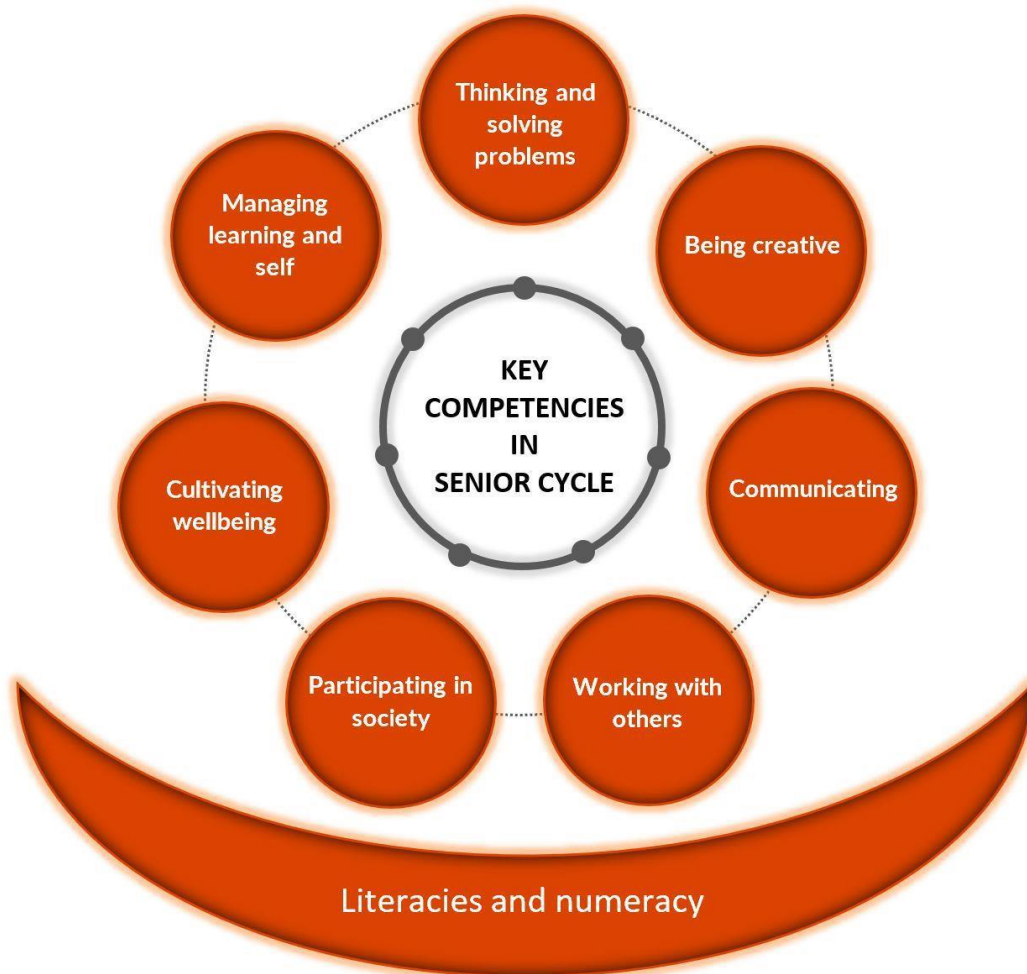 Thinking and
solving
problems
Being creative
Communicating
Working with
others
Participating in
society
Cultivating
wellbeing
Managing
learning and
self
KEY
COMPETENCIES
IN
SENIOR CYCLE
Literacies and numeracy